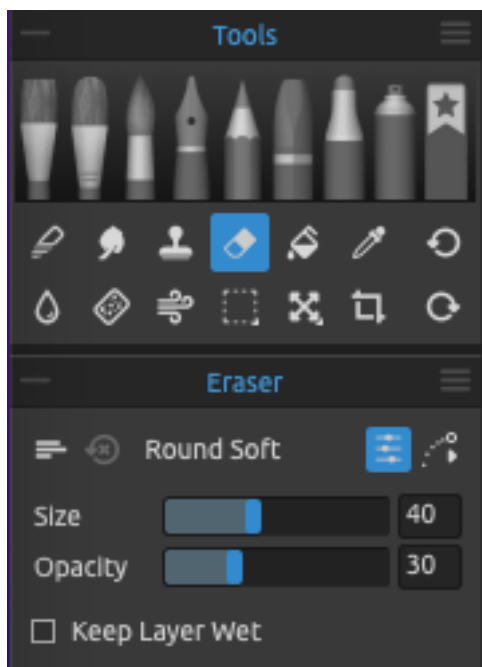 Tools
Eraser
Round Soft
Size 40
Opacity 30
Keep Layer Wet